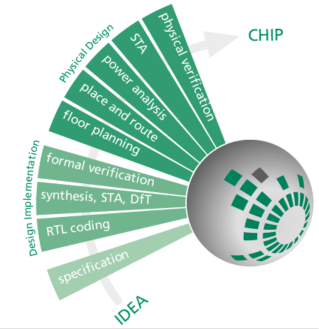 CHIP
Physical Design
physical verification
STA
power analysis
place and route
floor planning
Design Implementation
formal verification
synthesis, STA, DfT
RTL coding
specification
IDEA